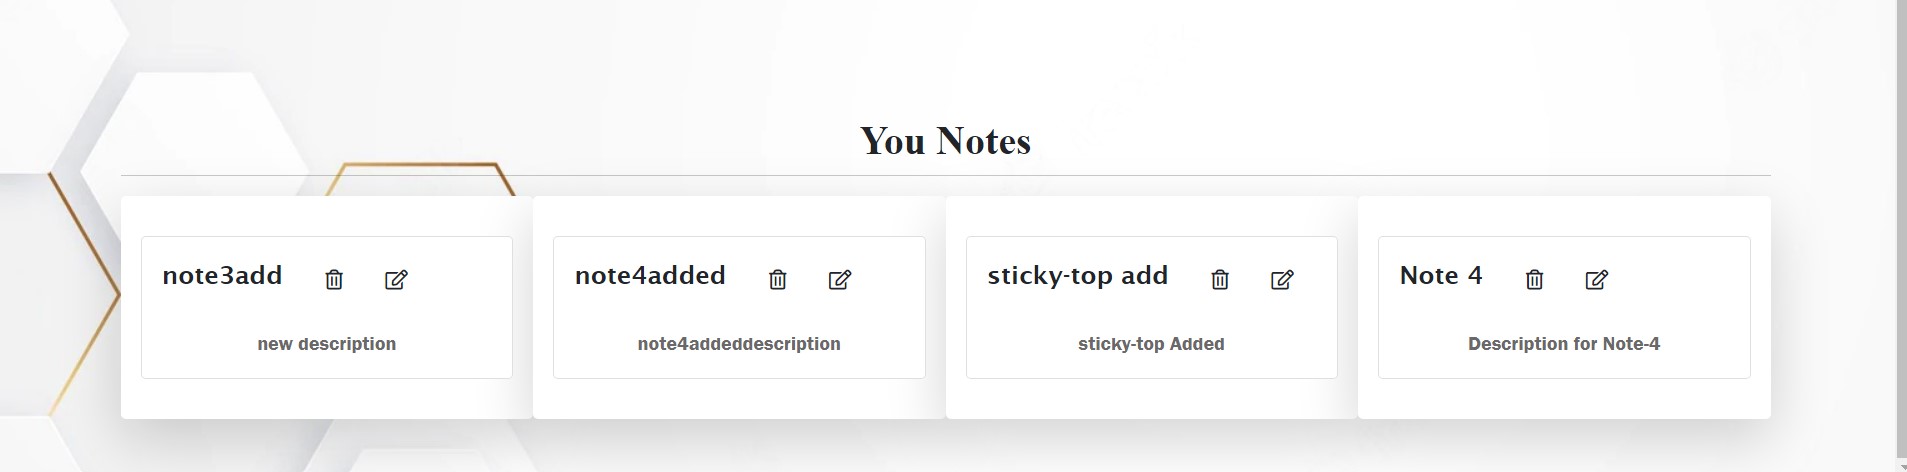 You Notes
note3add
new description
note4added
note4addeddescription
sticky-top add
sticky-top Added
Note 4
Description for Note-4